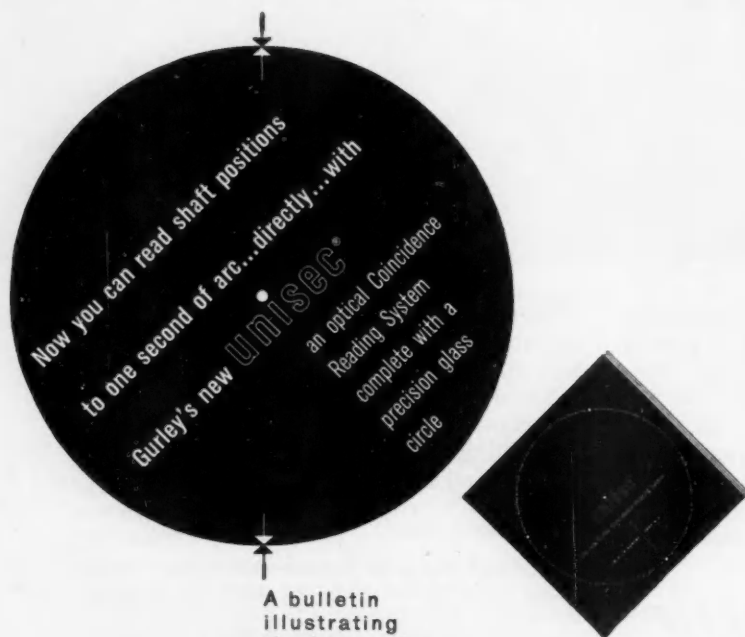 Now you can read shaft positions
to one second of arc...directly...with
Gurley's new unisec®
an optical Coincidence
Reading System
complete with a
precision glass
circle
A bulletin
illustrating